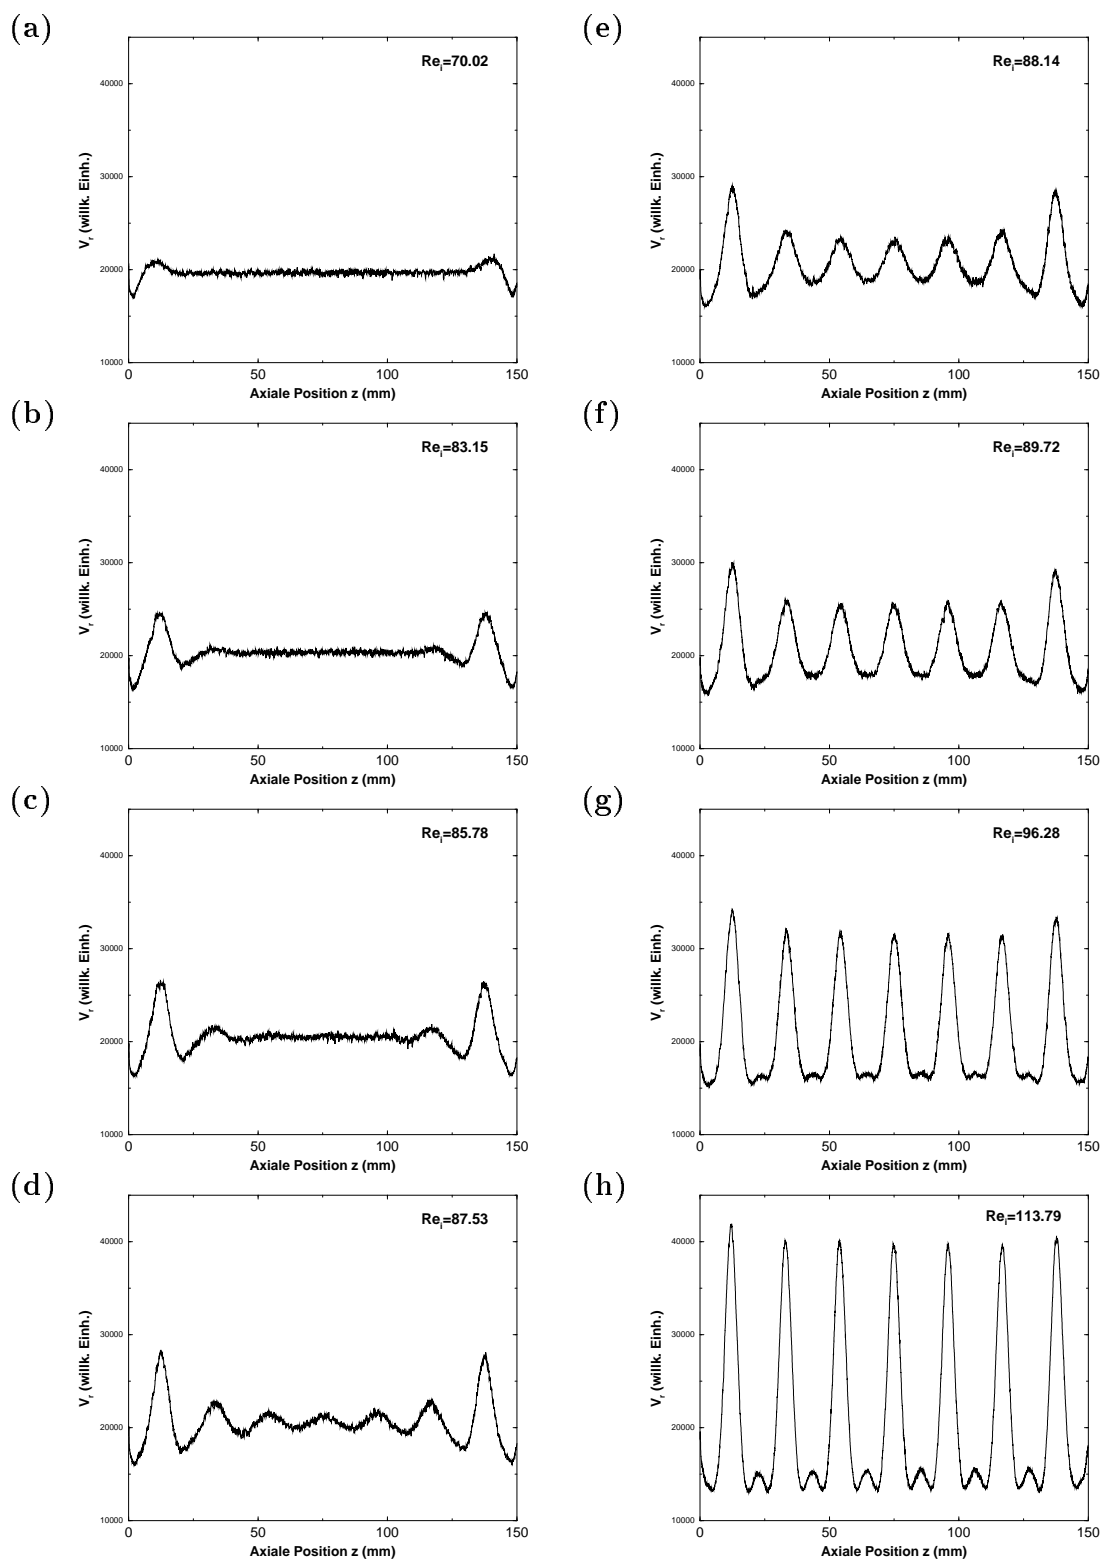 (a)
Re_i=70.02
40000
30000
20000
10000
V_r (willk. Einh.)
0 50 100 150
Axiale Position z (mm)
(b)
Re_i=83.15
40000
30000
20000
10000
V_r (willk. Einh.)
0 50 100 150
Axiale Position z (mm)
(c)
Re_i=85.78
40000
30000
20000
10000
V_r (willk. Einh.)
0 50 100 150
Axiale Position z (mm)
(d)
Re_i=87.53
40000
30000
20000
10000
V_r (willk. Einh.)
0 50 100 150
Axiale Position z (mm)
(e)
Re_i=88.14
40000
30000
20000
10000
V_r (willk. Einh.)
0 50 100 150
Axiale Position z (mm)
(f)
Re_i=89.72
40000
30000
20000
10000
V_r (willk. Einh.)
0 50 100 150
Axiale Position z (mm)
(g)
Re_i=96.28
40000
30000
20000
10000
V_r (willk. Einh.)
0 50 100 150
Axiale Position z (mm)
(h)
Re_i=113.79
40000
30000
20000
10000
V_r (willk. Einh.)
0 50 100 150
Axiale Position z (mm)